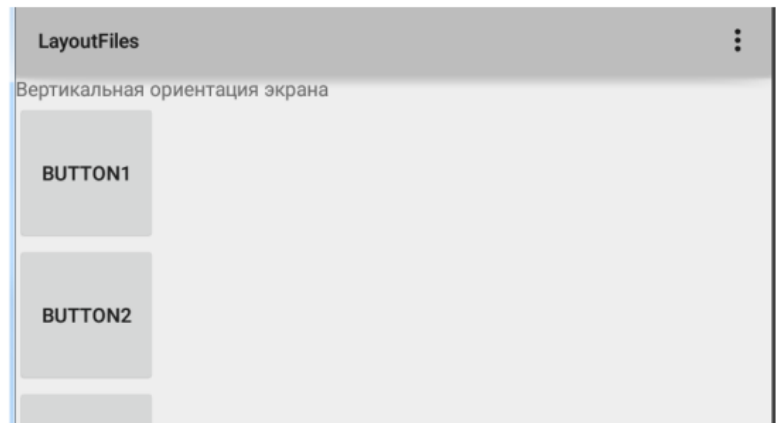 LayoutFiles
Вертикальная ориентация экрана
BUTTON1
BUTTON2